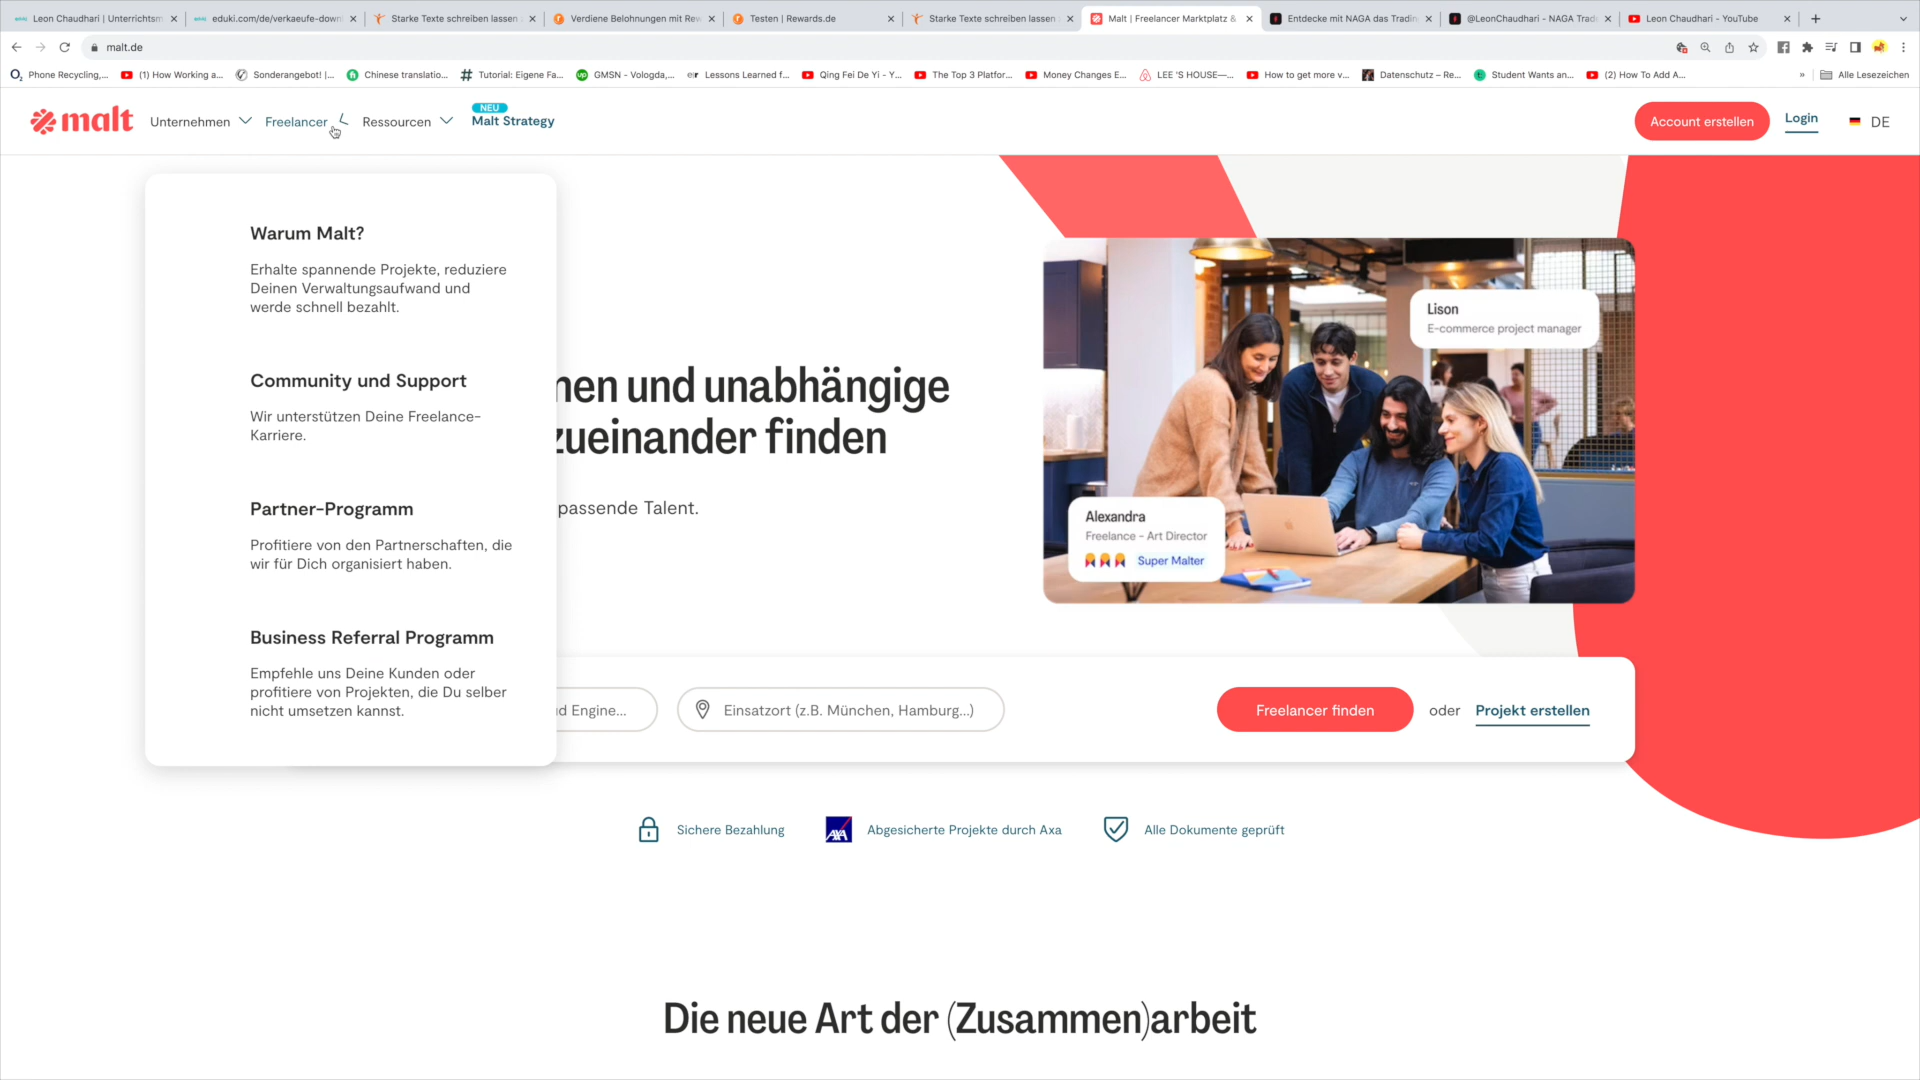 Leon Chaudhari | Unterrichtsm
eduki.com/de/verkaeufe-down
Starke Texte schreiben lassen
Verdiene Belohnungen mit Rew
Testen | Rewards.de
Starke Texte schreiben lassen
Malt | Freelancer Marktplatz &
Entdecke mit NAGA das Tradin
@LeonChaudhari - NAGA Trad
Leon Chaudhari - YouTube
malt.de
Phone Recycling,...
(1) How Working a...
Sonderangebot! |...
Chinese translatio...
Tutorial: Eigene Fa...
GMSN - Vologda,...
Lessons Learned f...
Qing Fei De Yi - Y...
The Top 3 Platfor...
Money Changes E...
LEE 'S HOUSE—...
How to get more v...
Datenschutz – Re...
Student Wants an...
(2) How To Add A...
»
Alle Lesezeichen
malt
Unternehmen
Freelancer
Ressourcen
NEU
Malt Strategy
Account erstellen
Login
DE
Warum Malt?
Erhalte spannende Projekte, reduziere
Deinen Verwaltungsaufwand und
werde schnell bezahlt.
Community und Support
Wir unterstützen Deine Freelance-
Karriere.
Partner-Programm
Profitiere von den Partnerschaften, die
wir für Dich organisiert haben.
Business Referral Programm
Empfehle uns Deine Kunden oder
profitiere von Projekten, die Du selber
nicht umsetzen kannst.
nen und unabhängige
zueinander finden
passende Talent.
Lison
E-commerce project manager
Alexandra
Freelance - Art Director
Super Malter
d Engine...
Einsatzort (z.B. München, Hamburg...)
Freelancer finden
oder
Projekt erstellen
Sichere Bezahlung
AXA
Abgesicherte Projekte durch Axa
Alle Dokumente geprüft
Die neue Art der (Zusammen)arbeit